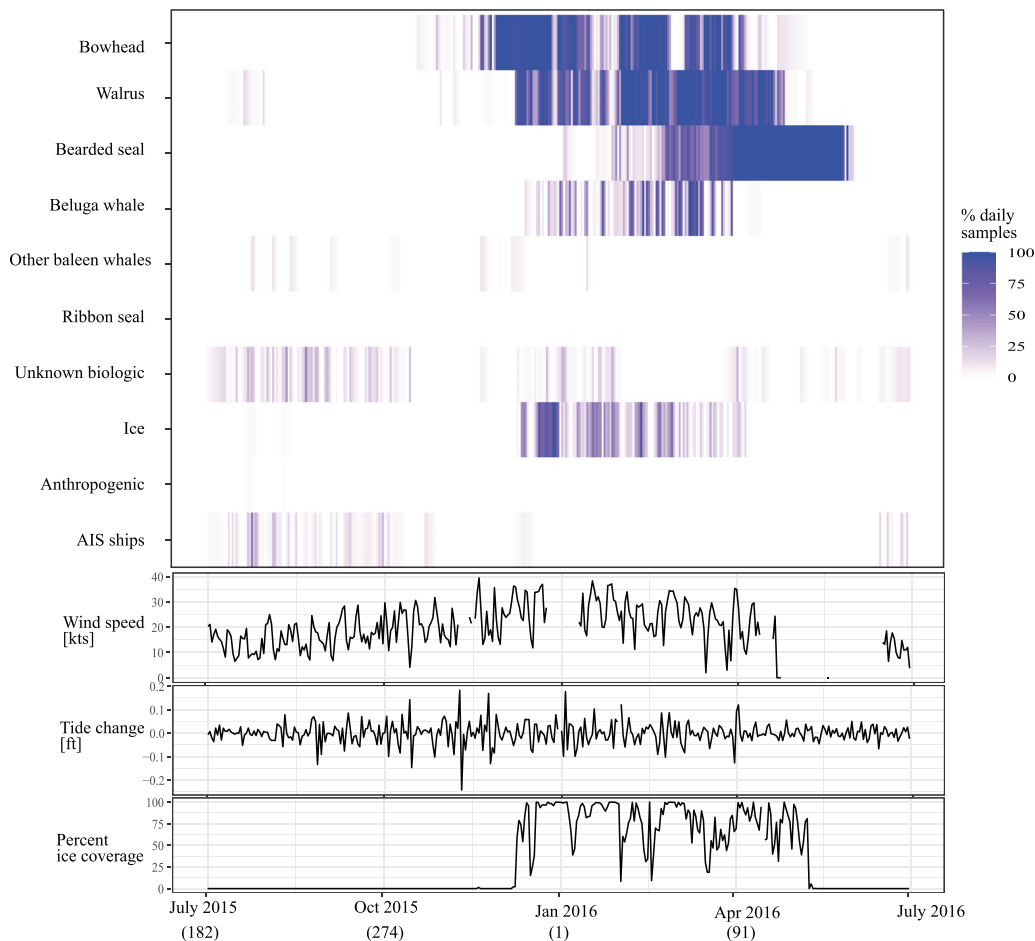 Bowhead
Walrus
Bearded seal
Beluga whale
Other baleen whales
Ribbon seal
Unknown biologic
Ice
Anthropogenic
AIS ships
% daily
samples
100
75
50
25
0
Wind speed
[kts]
40
30
20
10
0
Tide change
[ft]
0.2
0.1
0.0
−0.1
−0.2
Percent
ice coverage
100
75
50
25
0
July 2015 Oct 2015 Jan 2016 Apr 2016 July 2016
(182) (274) (1) (91)